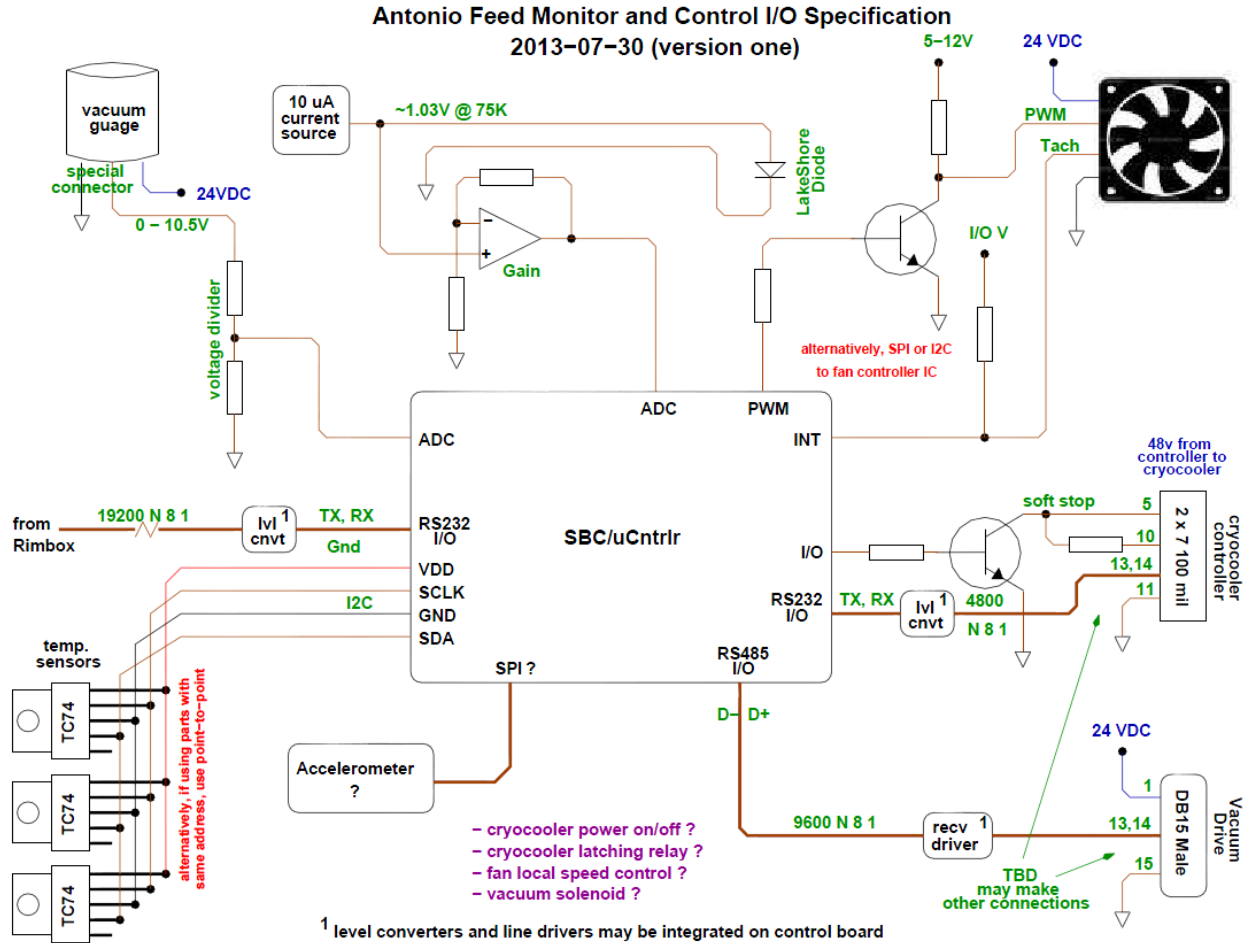 Antonio Feed Monitor and Control I/O Specification
2013-07-30 (version one)
vacuum
guage
special
connector
24VDC
0 - 10.5V
voltage divider
10 uA
current
source
~1.03V @ 75K
LakeShore
Diode
-
+
Gain
5-12V
24 VDC
PWM
Tach
I/O V
alternatively, SPI or I2C
to fan controller IC
ADC
PWM
ADC
INT
from
Rimbox
19200 N 8 1
lvl 1
cnvt
TX, RX
Gnd
RS232
I/O
SBC/uCntrlr
VDD
SCLK
I2C
GND
SDA
SPI ?
I/O
RS232
I/O
RS485
I/O
D- D+
48v from
controller to
cryocooler
soft stop
5
10
13,14
11
2 x 7 100 mil
cryocooler
controller
TX, RX
lvl 1
cnvt
4800
N 8 1
temp.
sensors
TC74
TC74
TC74
alternatively, if using parts with
same address, use point-to-point
Accelerometer
?
- cryocooler power on/off ?
- cryocooler latching relay ?
- fan local speed control ?
- vacuum solenoid ?
9600 N 8 1
recv 1
driver
24 VDC
1
13,14
15
DB15 Male
Vacuum
Drive
TBD
may make
other connections
1 level converters and line drivers may be integrated on control board